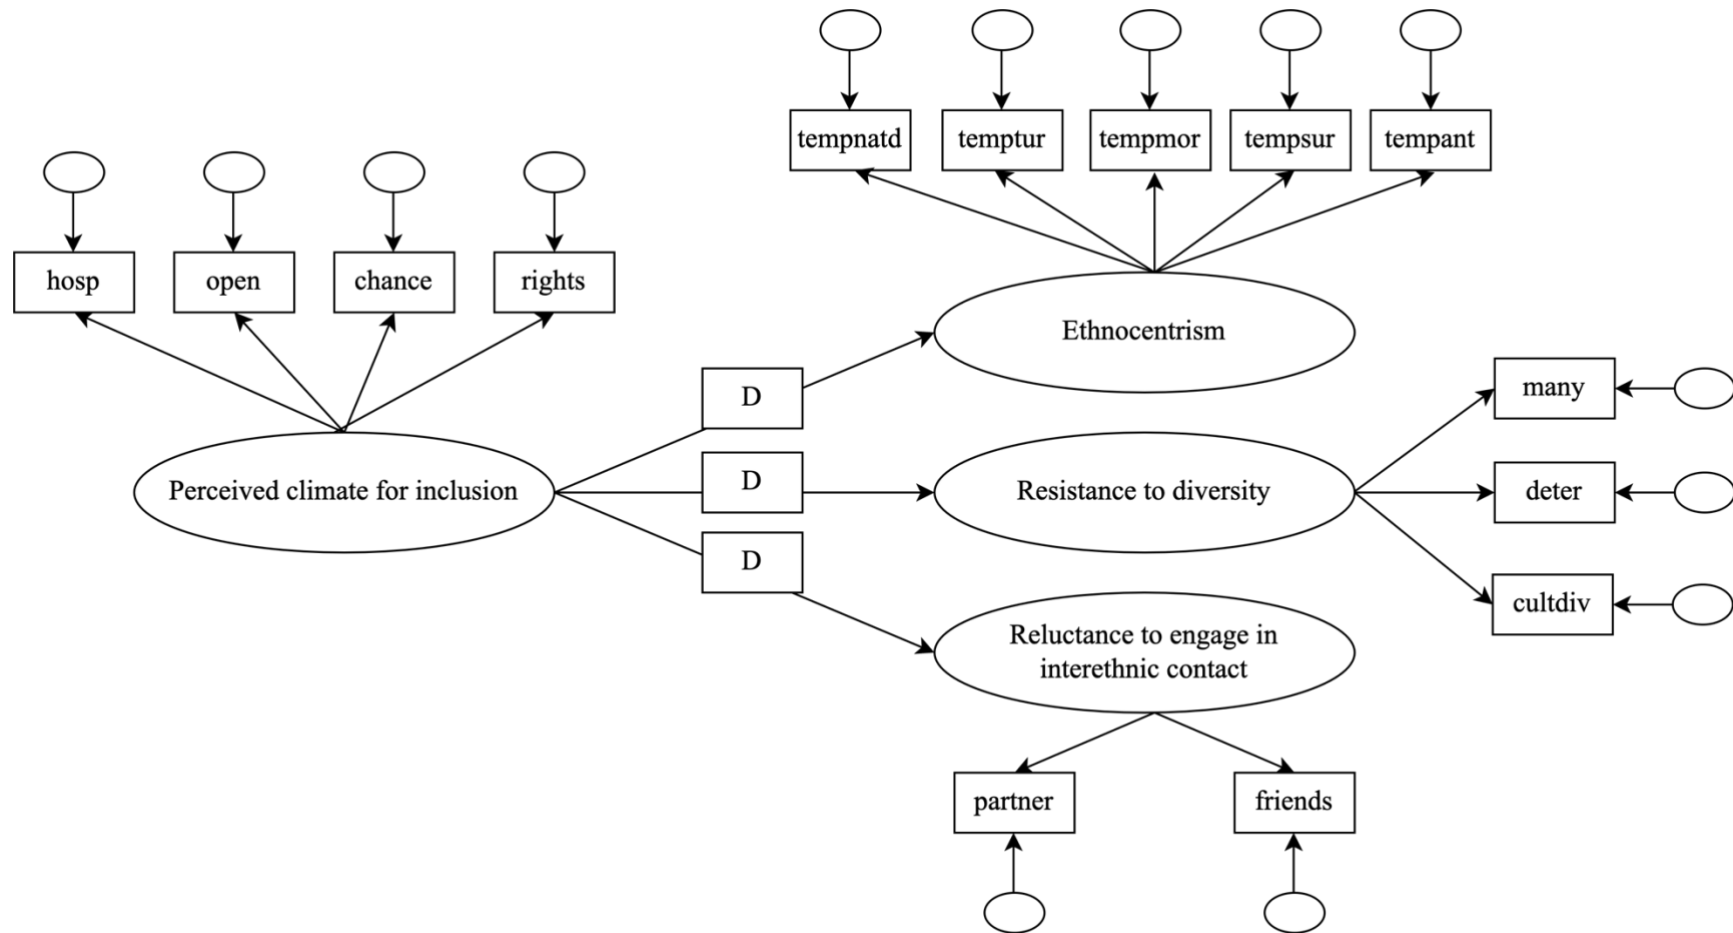 tempnatd
temptur
tempmor
tempsur
tempant
hosp
open
chance
rights
Ethnocentrism
many
D
Perceived climate for inclusion
D
Resistance to diversity
deter
D
cultdiv
Reluctance to engage in
interethnic contact
partner
friends